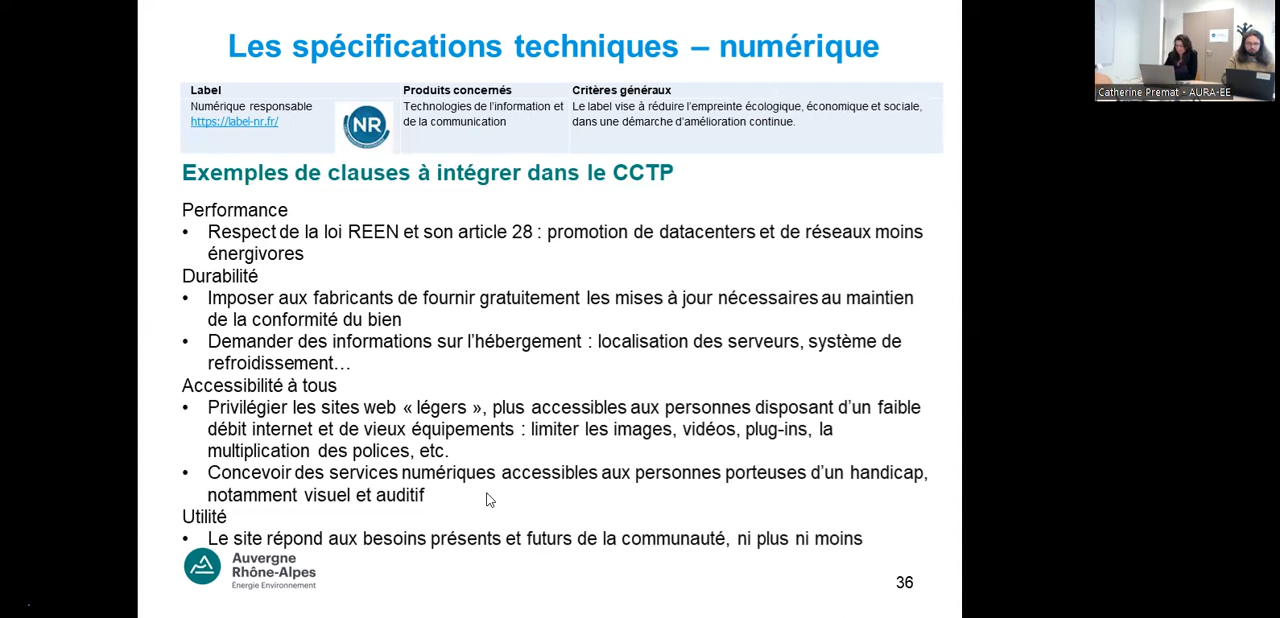 Les spécifications techniques – numérique
Label
Produits concernés
Critères généraux
Numérique responsable
https://label-nr.fr/
NR
Technologies de l'information et
de la communication
Le label vise à réduire l'empreinte écologique, économique et sociale,
dans une démarche d'amélioration continue.
Exemples de clauses à intégrer dans le CCTP
Performance
• Respect de la loi REEN et son article 28 : promotion de datacenters et de réseaux moins
énergivores
Durabilité
• Imposer aux fabricants de fournir gratuitement les mises à jour nécessaires au maintien
de la conformité du bien
• Demander des informations sur l'hébergement : localisation des serveurs, système de
refroidissement…
Accessibilité à tous
• Privilégier les sites web « légers », plus accessibles aux personnes disposant d'un faible
débit internet et de vieux équipements : limiter les images, vidéos, plug-ins, la
multiplication des polices, etc.
• Concevoir des services numériques accessibles aux personnes porteuses d'un handicap,
notamment visuel et auditif
Utilité
• Le site répond aux besoins présents et futurs de la communauté, ni plus ni moins
Auvergne
Rhône-Alpes
Énergie Environnement
36
Catherine Premat - AURA-EE